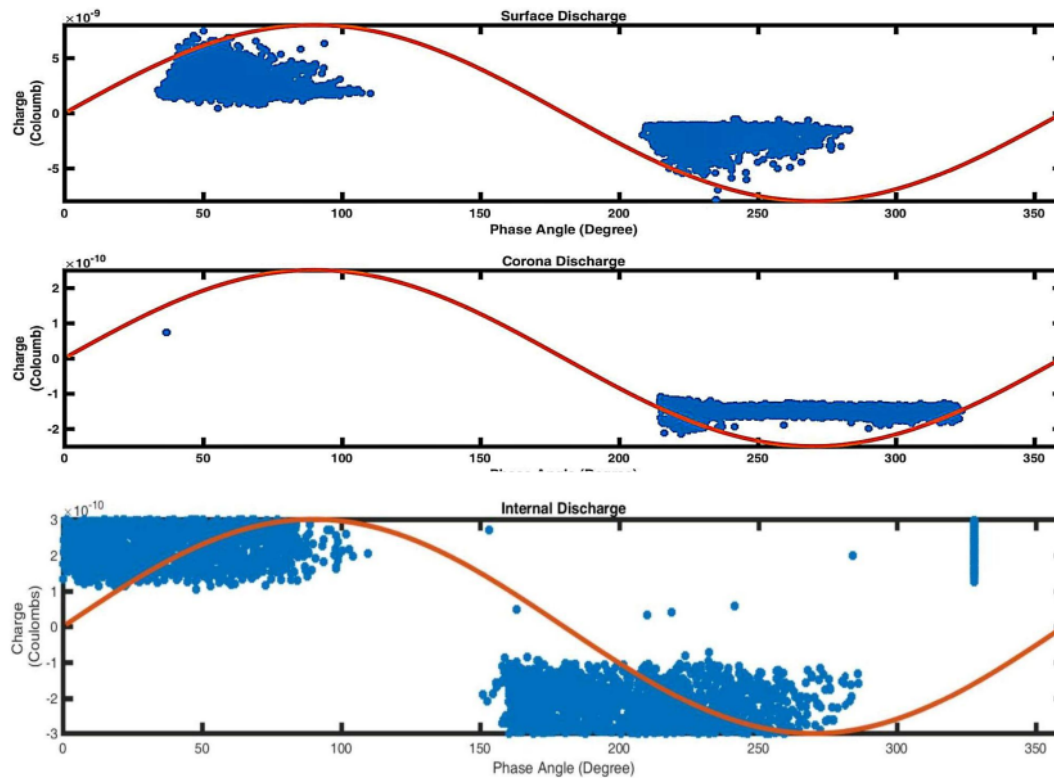 ×10⁻⁹
Surface Discharge
Charge
(Coloumb)
5
0
-5
0 50 100 150 200 250 300 350
Phase Angle (Degree)
×10⁻¹⁰
Corona Discharge
Charge
(Coloumb)
2
1
0
-1
-2
0 50 100 150 200 250 300 350
Phase Angle (Degree)
×10⁻¹⁰
Internal Discharge
Charge
(Coulombs)
3
2
1
0
-1
-2
-3
0 50 100 150 200 250 300 350
Phase Angle (Degree)